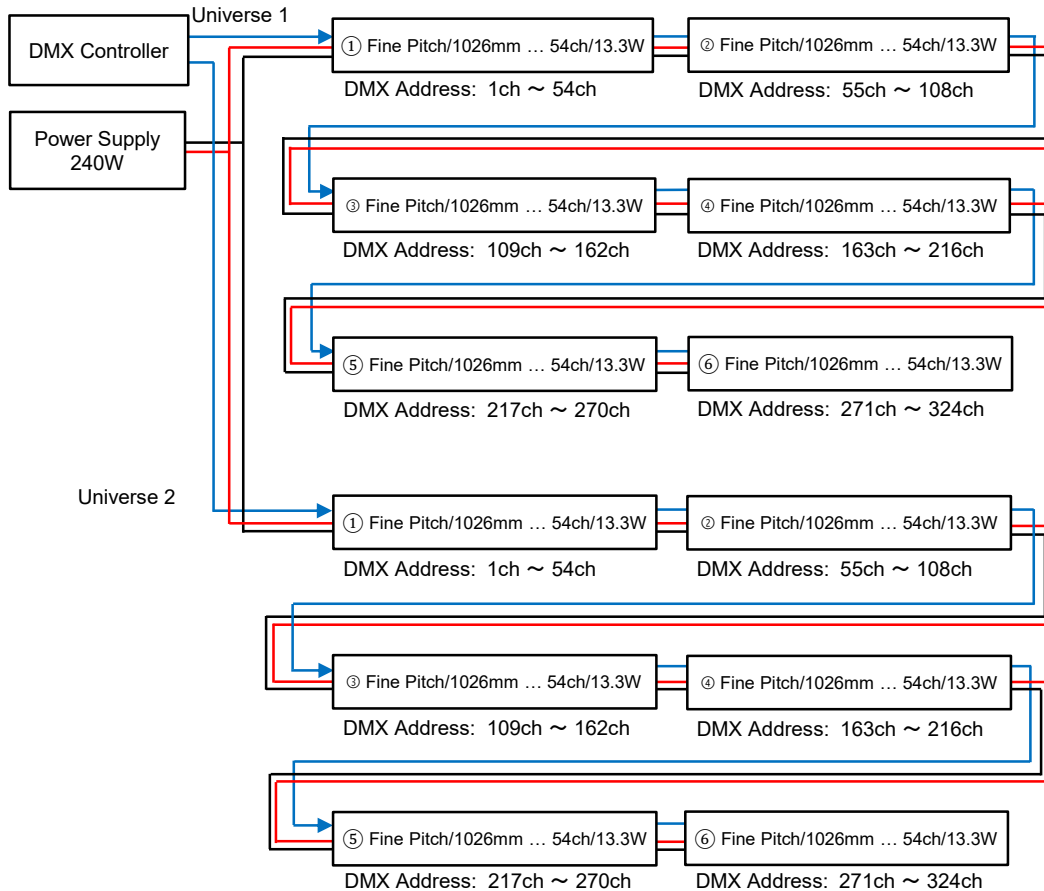 Universe 1
DMX Controller
① Fine Pitch/1026mm … 54ch/13.3W
② Fine Pitch/1026mm … 54ch/13.3W
DMX Address: 1ch ～ 54ch
55ch ～ 108ch
Power Supply
240W
③ Fine Pitch/1026mm … 54ch/13.3W
④ Fine Pitch/1026mm … 54ch/13.3W
DMX Address: 109ch ～ 162ch
DMX Address: 163ch ～ 216ch
⑤ Fine Pitch/1026mm … 54ch/13.3W
⑥ Fine Pitch/1026mm … 54ch/13.3W
DMX Address: 217ch ～ 270ch
DMX Address: 271ch ～ 324ch
Universe 2
① Fine Pitch/1026mm … 54ch/13.3W
② Fine Pitch/1026mm … 54ch/13.3W
DMX Address: 1ch ～ 54ch
DMX Address: 55ch ～ 108ch
③ Fine Pitch/1026mm … 54ch/13.3W
④ Fine Pitch/1026mm … 54ch/13.3W
DMX Address: 109ch ～ 162ch
DMX Address: 163ch ～ 216ch
⑤ Fine Pitch/1026mm … 54ch/13.3W
⑥ Fine Pitch/1026mm … 54ch/13.3W
DMX Address: 217ch ～ 270ch
DMX Address: 271ch ～ 324ch